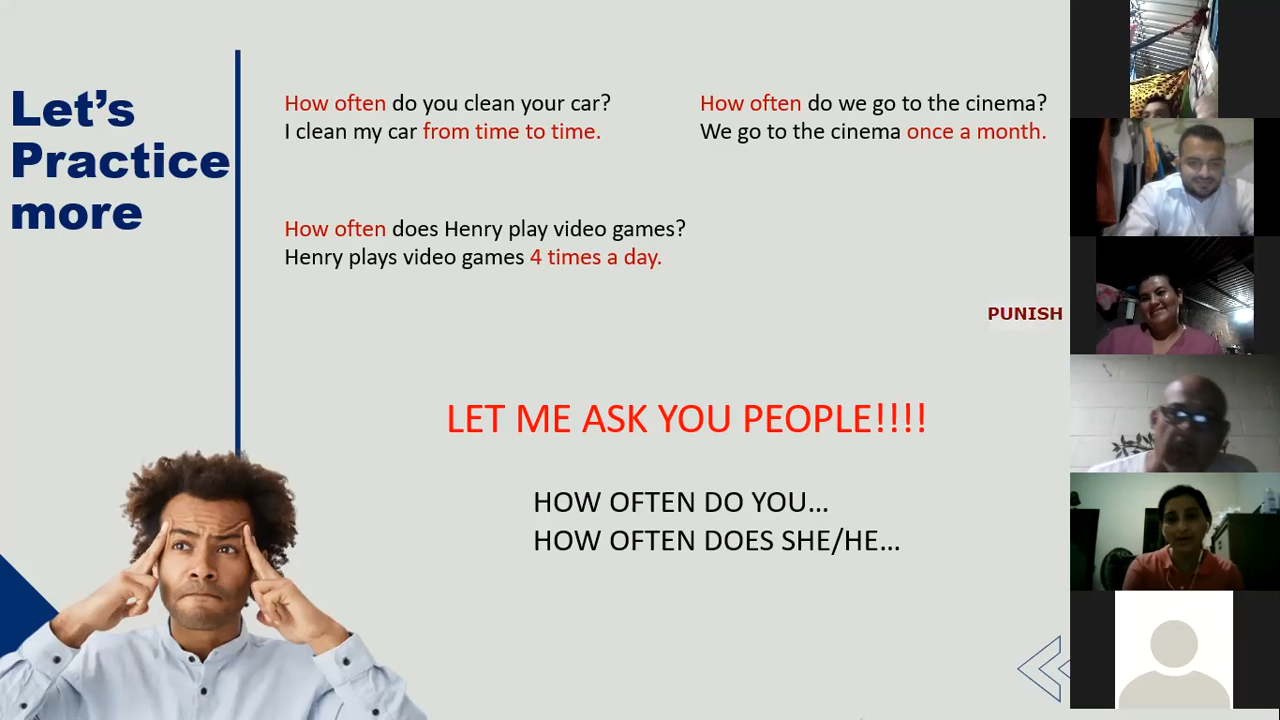 Let's
Practice
more
How often do you clean your car?
I clean my car from time to time.
How often do we go to the cinema?
We go to the cinema once a month.
How often does Henry play video games?
Henry plays video games 4 times a day.
PUNISH
LET ME ASK YOU PEOPLE!!!!
HOW OFTEN DO YOU...
HOW OFTEN DOES SHE/HE...